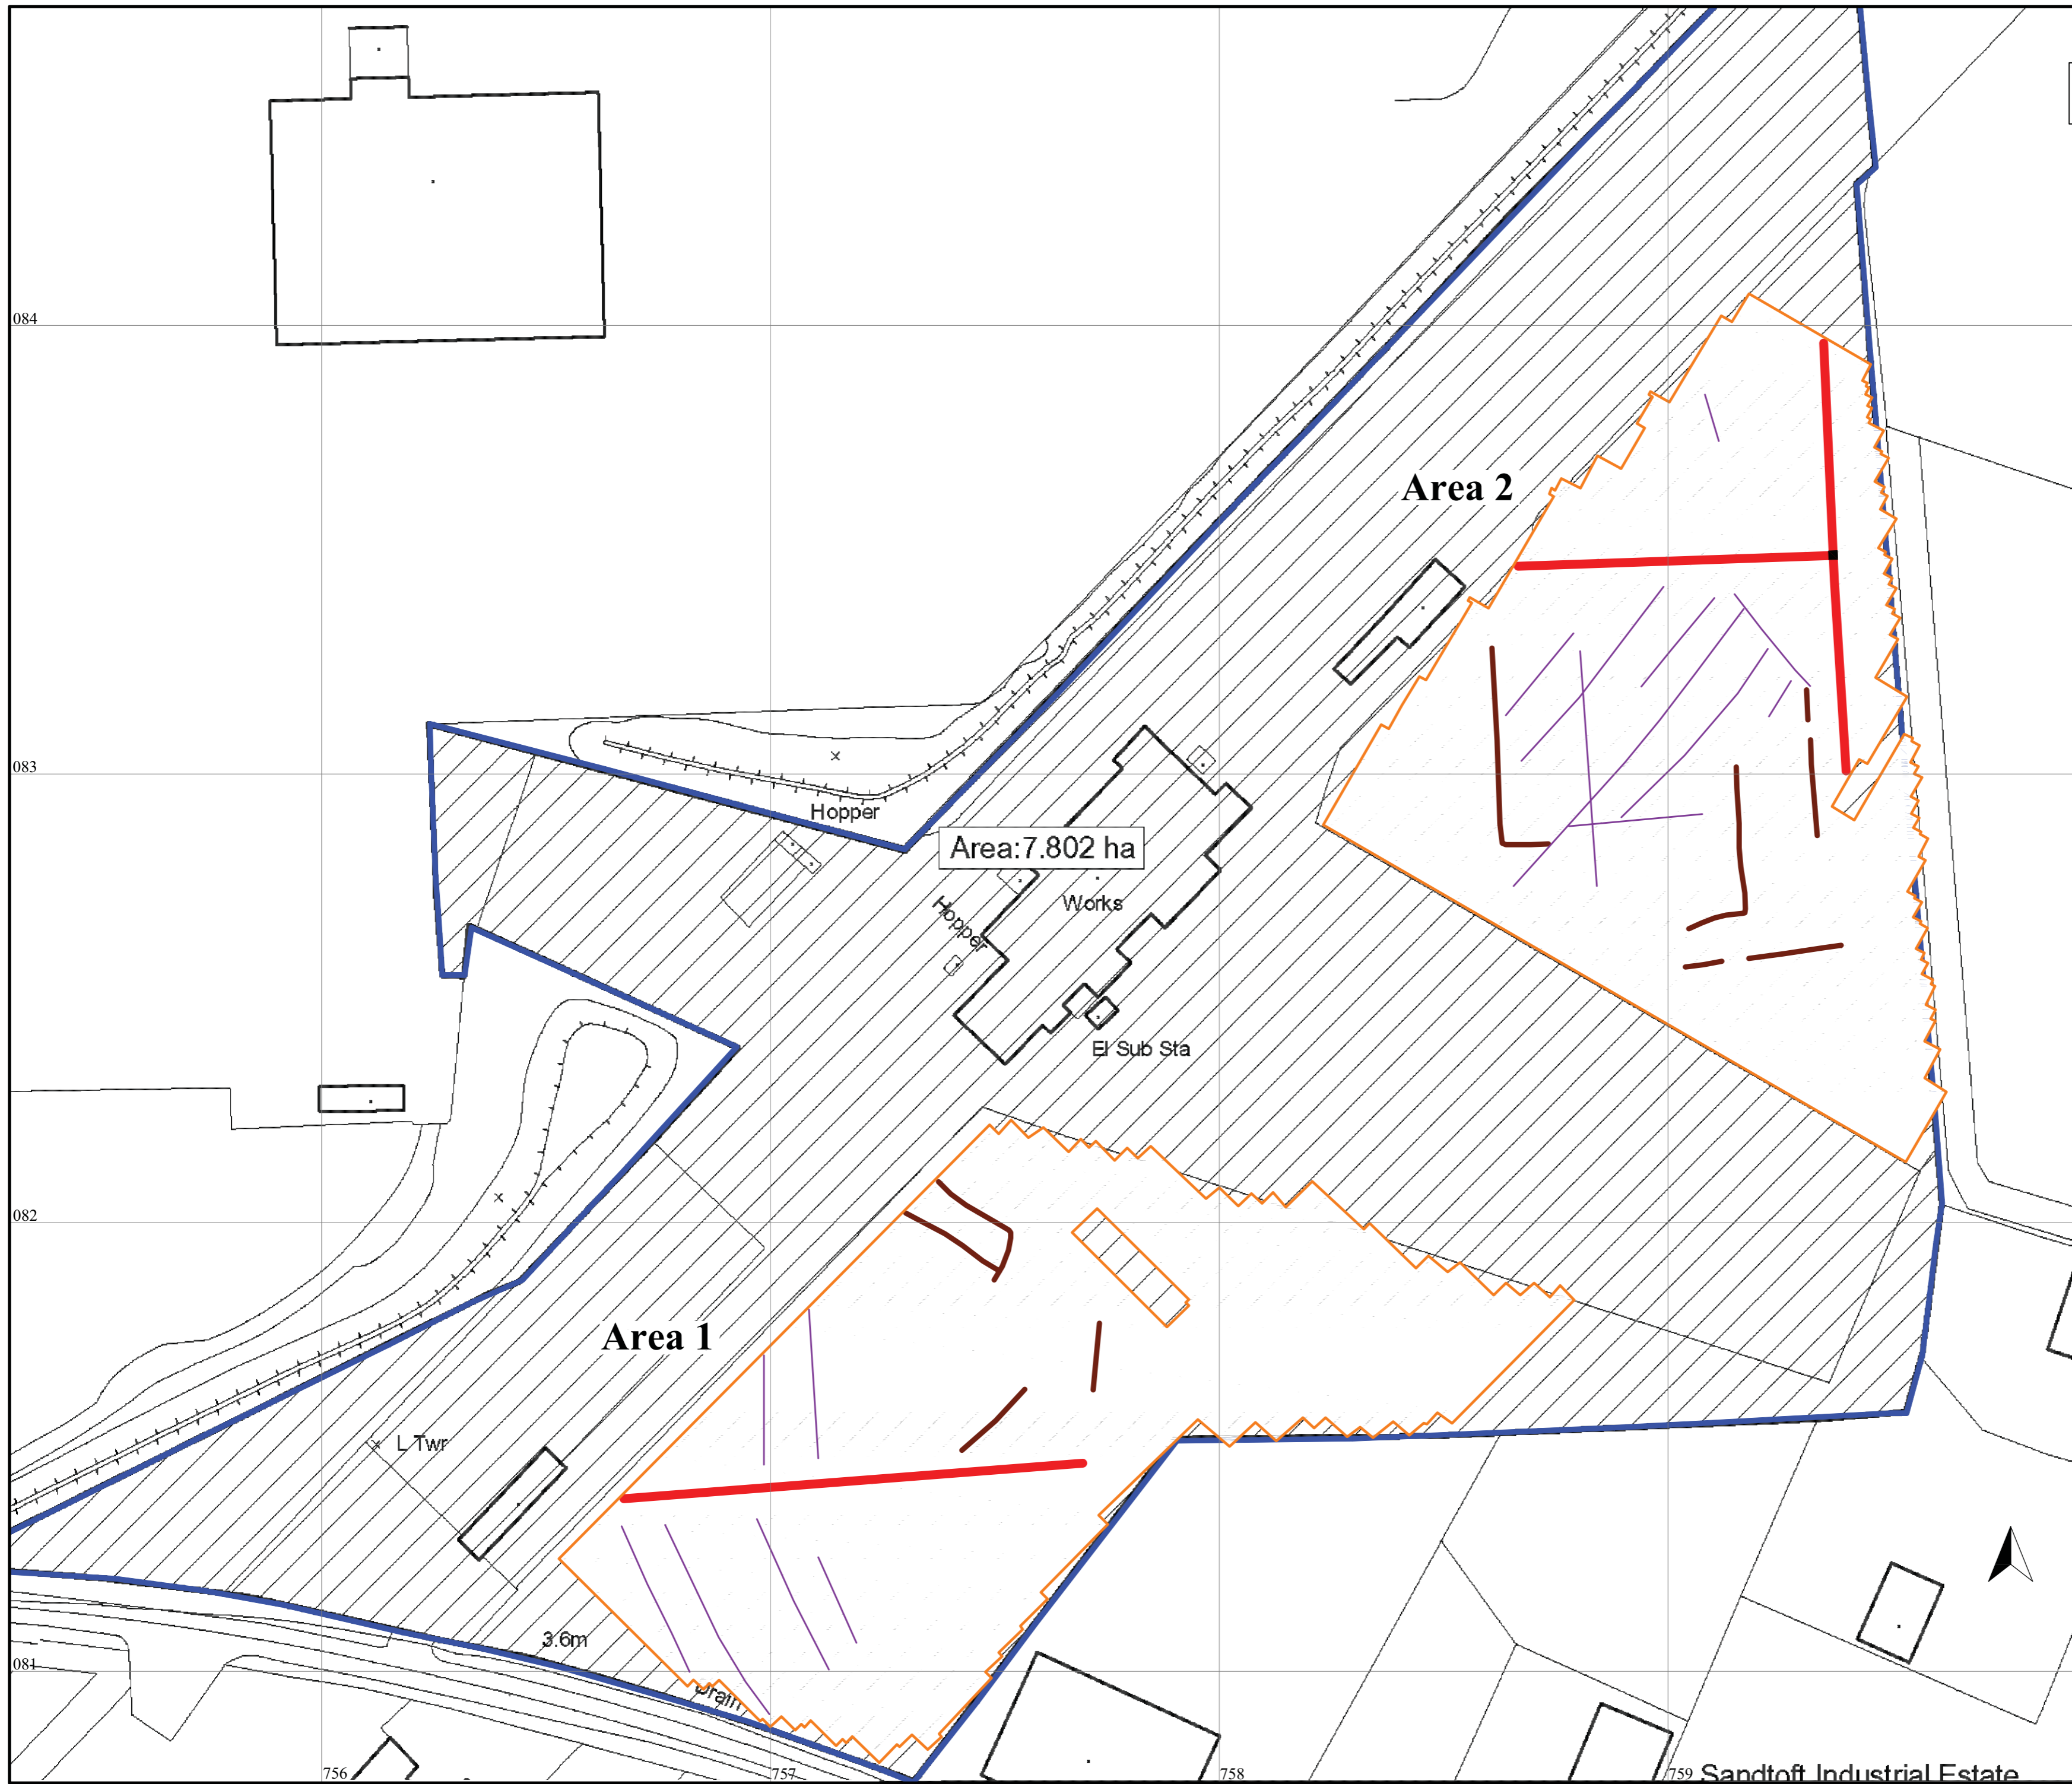 084
Area 2
083
Hopper
Area:7.802 ha
Hopper
Works
El Sub Sta
082
Area 1
L Twr
3.6m
081
Drain
756
757
758
759
Sandtoft Industrial Estate